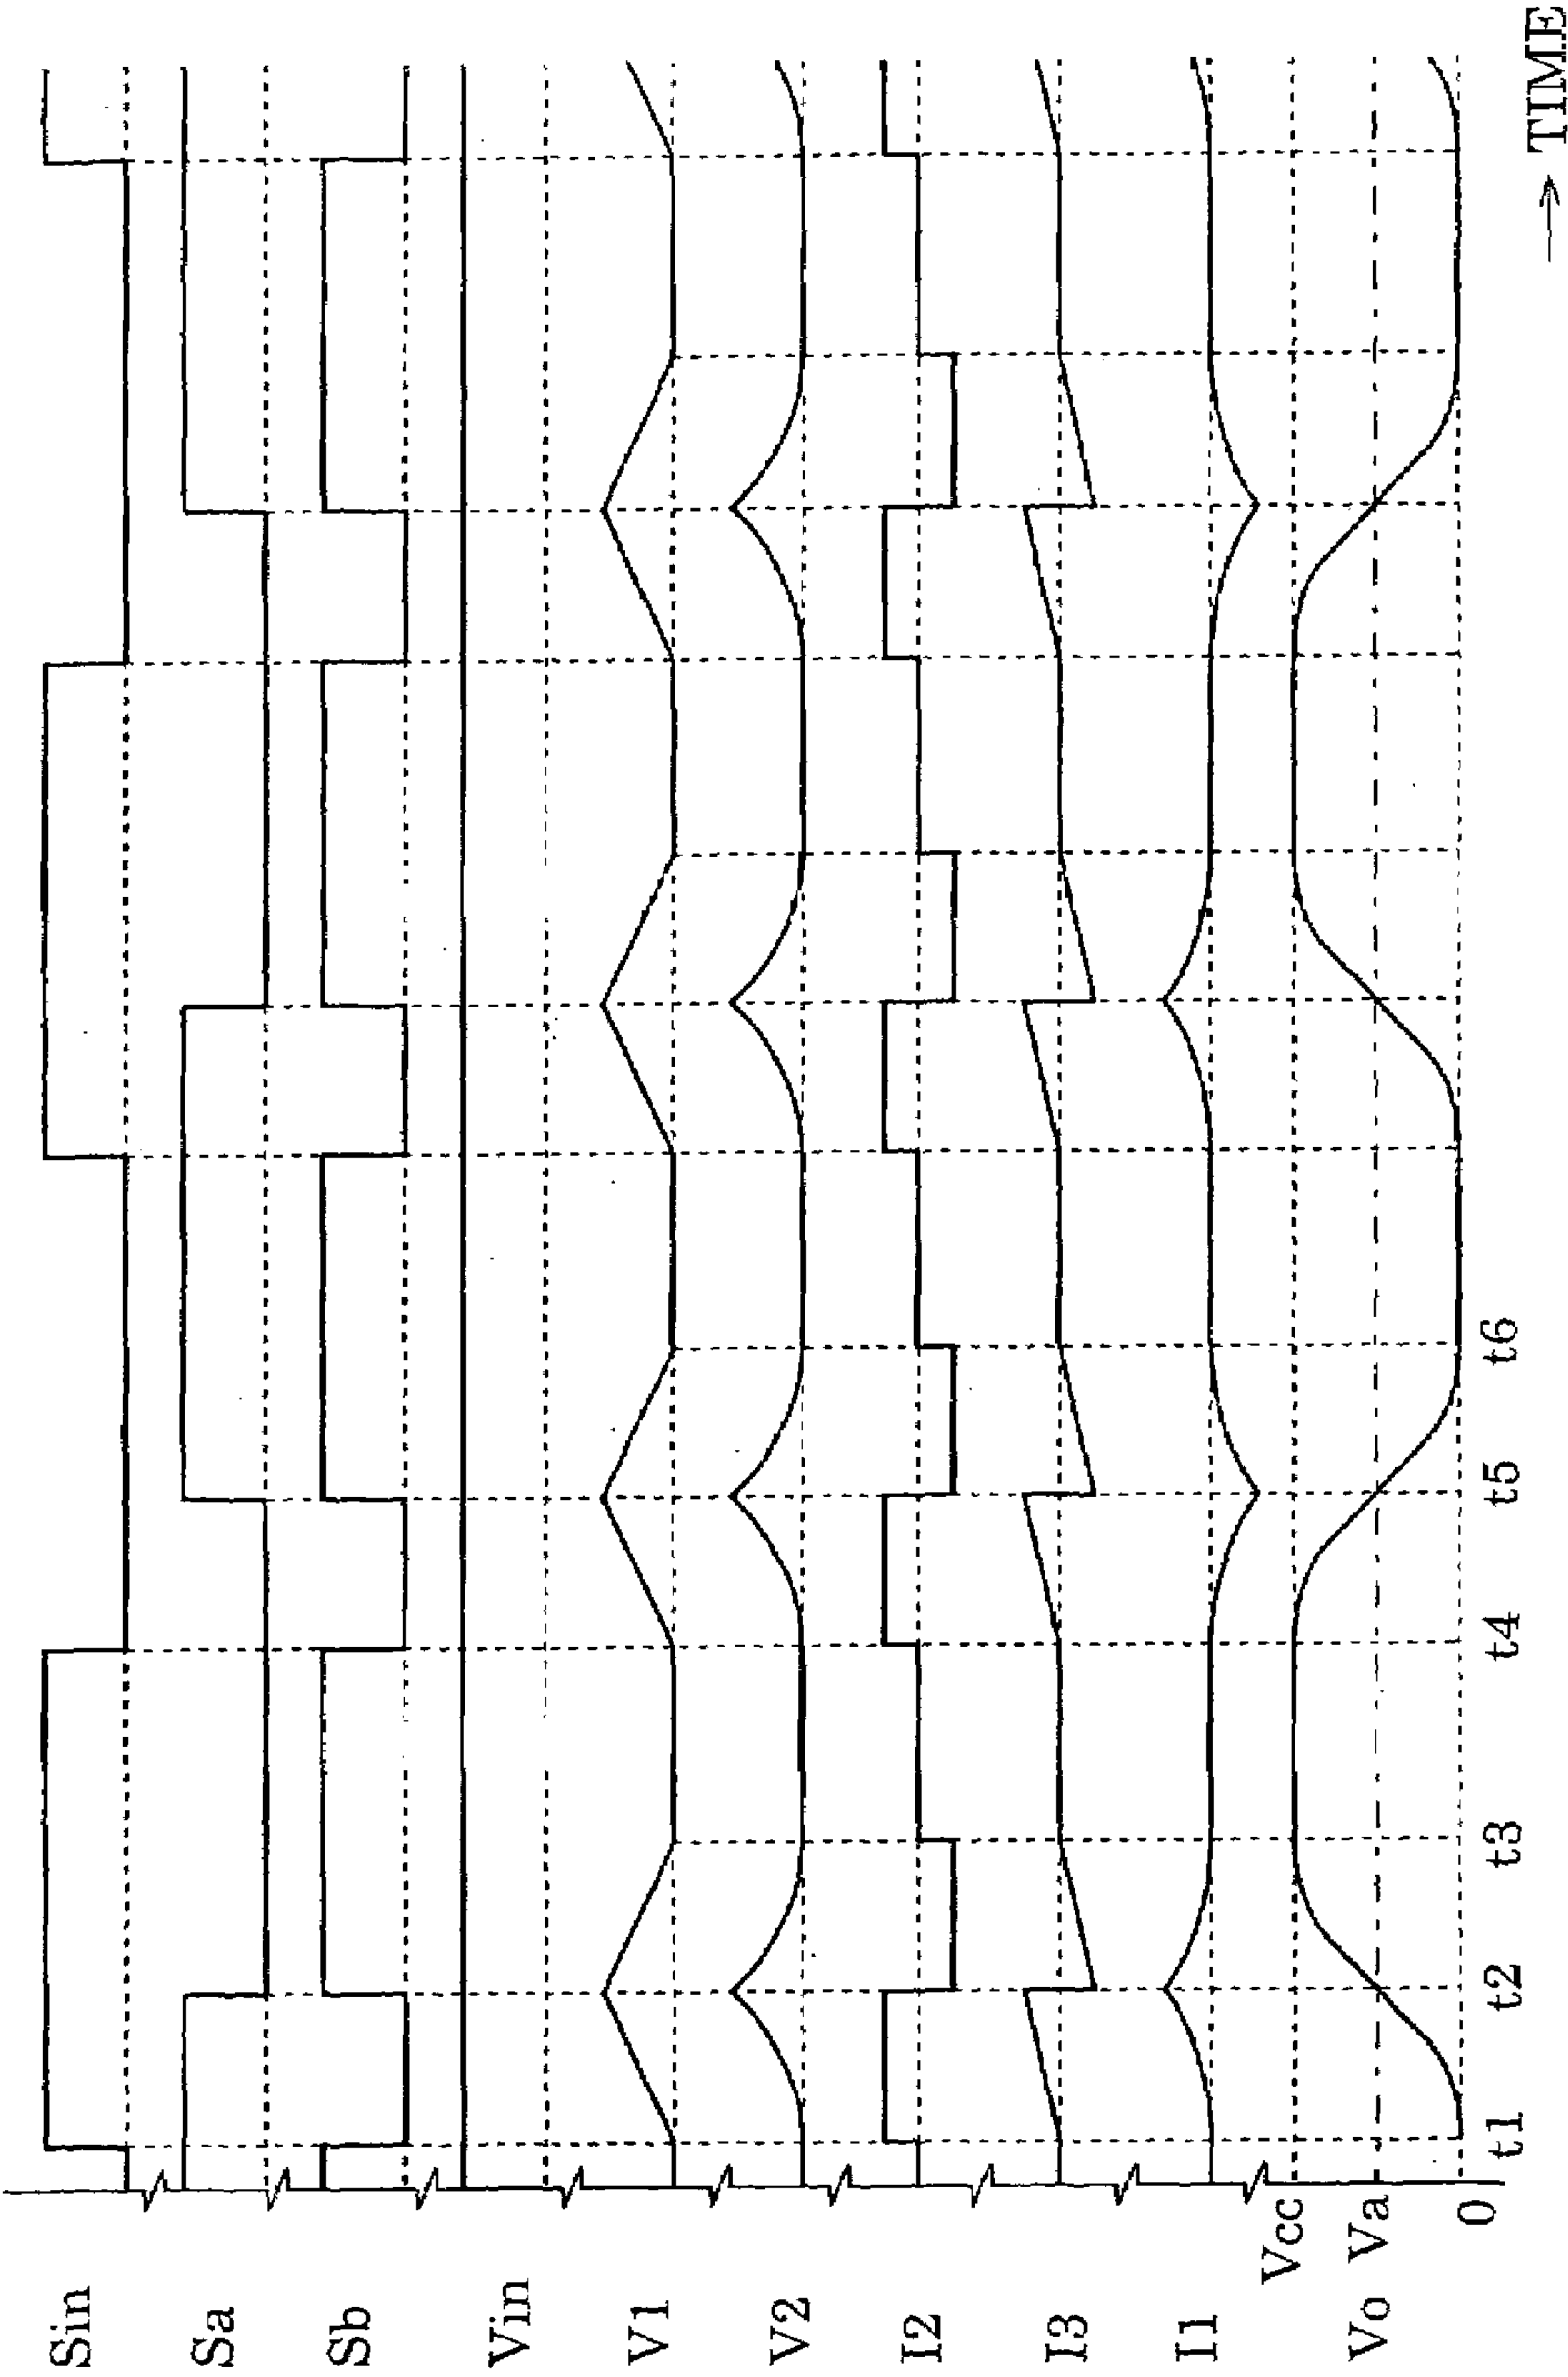 Sin
Sa
Sb
Vin
V1
V2
I2
I3
I1
Vcc
Vo Va
0
t1 t2 t3 t4 t5 t6
→ TIME